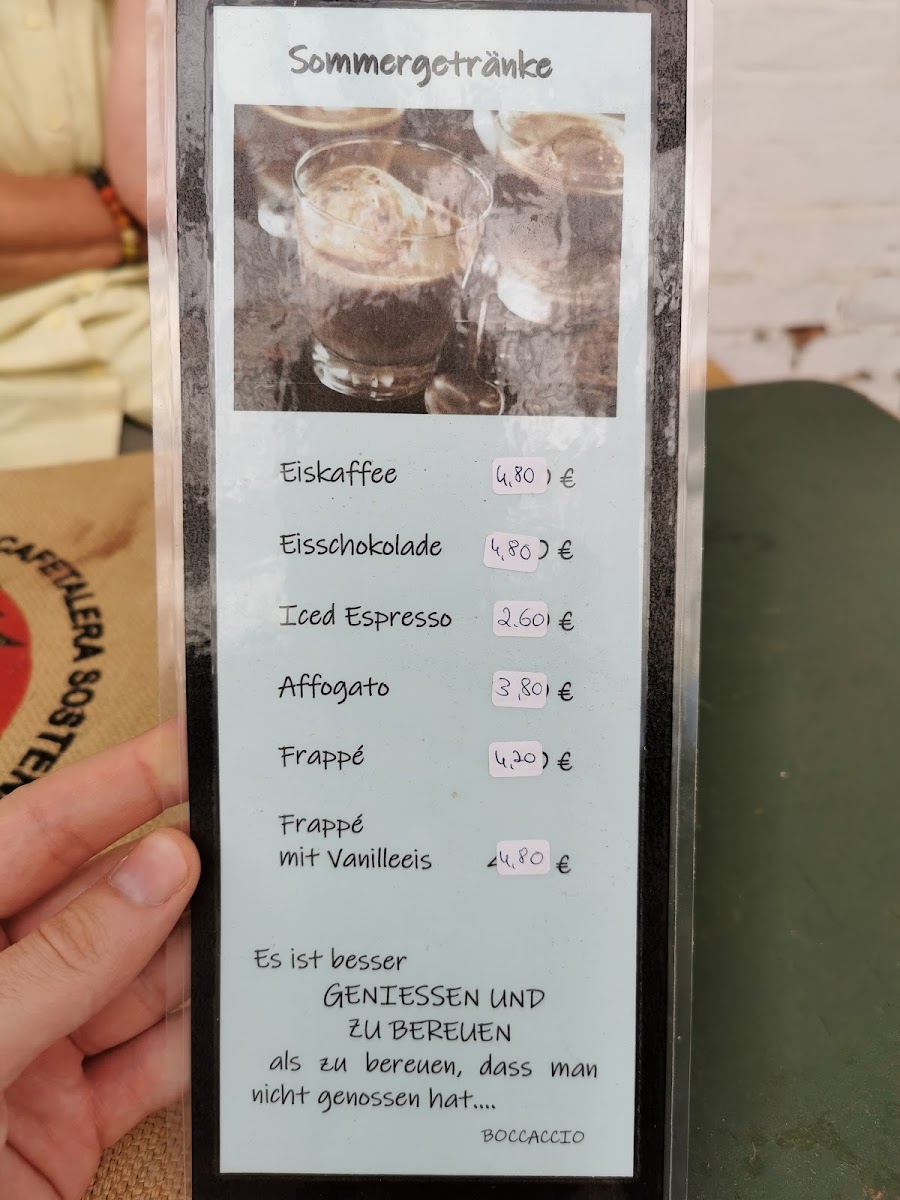 Sommergetränke
Eiskaffee 4,80 €
Eisschokolade 4,80 €
Iced Espresso 2.60 €
Affogato 3,80 €
Frappé 4,20 €
Frappé
mit Vanilleeis 4,80 €
Es ist besser
GENIESSEN UND
ZU BEREUEN
als zu bereuen, dass man
nicht genossen hat....
BOCCACCIO
CAFETALERA